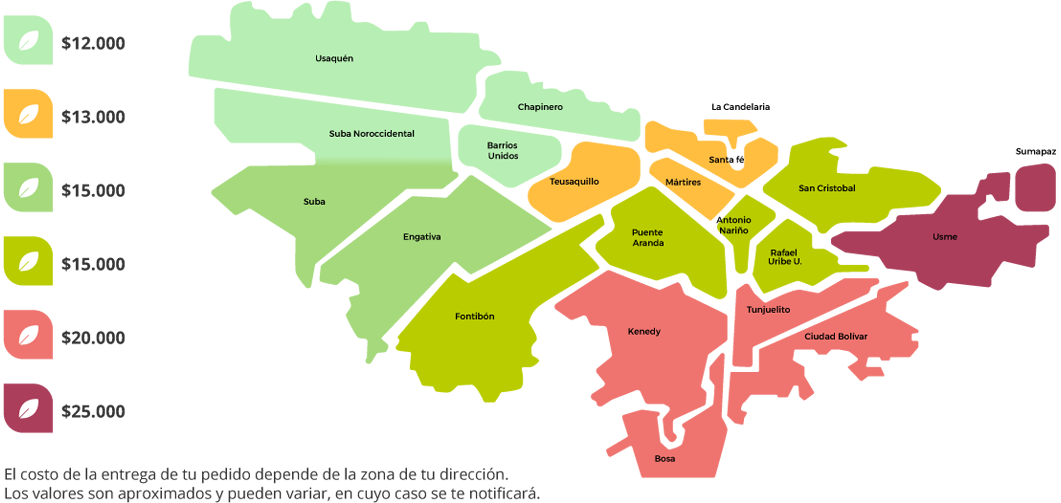 $12.000
$13.000
$15.000
$15.000
$20.000
$25.000
Usaquén
Chapinero
La Candelaria
Suba Noroccidental
Barrios
Unidos
Santa fé
Sumapaz
Teusaquillo
Mártires
San Cristobal
Suba
Engativa
Puente
Aranda
Antonio
Nariño
Usme
Rafael
Uribe U.
Fontibón
Kenedy
Tunjuelito
Ciudad Bolívar
Bosa
El costo de la entrega de tu pedido depende de la zona de tu dirección.
Los valores son aproximados y pueden variar, en cuyo caso se te notificará.